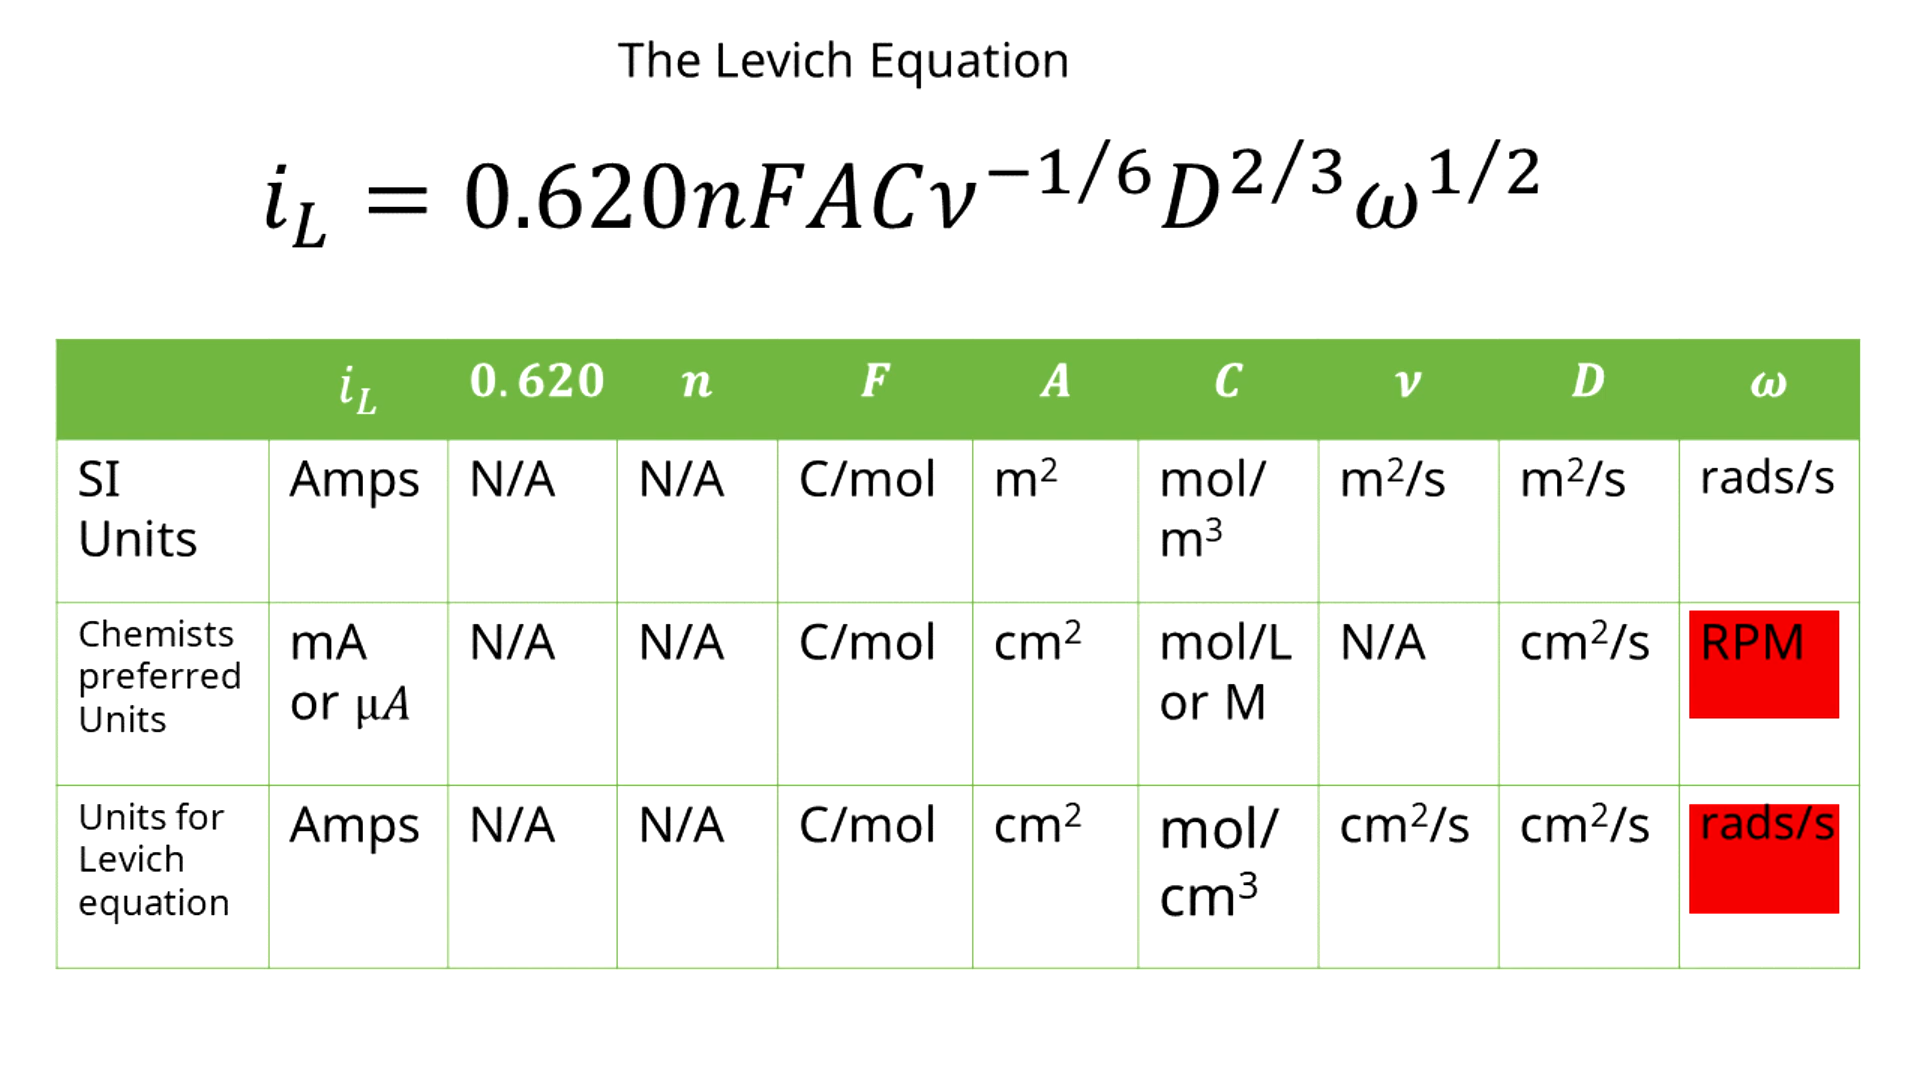 The Levich Equation
i_L = 0.620nFACν^{−1/6}D^{2/3}ω^{1/2}
i_L 0.620 n F A C ν D ω
SI Units Amps N/A N/A C/mol m² mol/m³ m²/s m²/s rads/s
Chemists preferred Units mA or µA N/A N/A C/mol cm² mol/L or M N/A cm²/s RPM
Units for Levich equation Amps N/A N/A C/mol cm² mol/cm³ cm²/s cm²/s rads/s